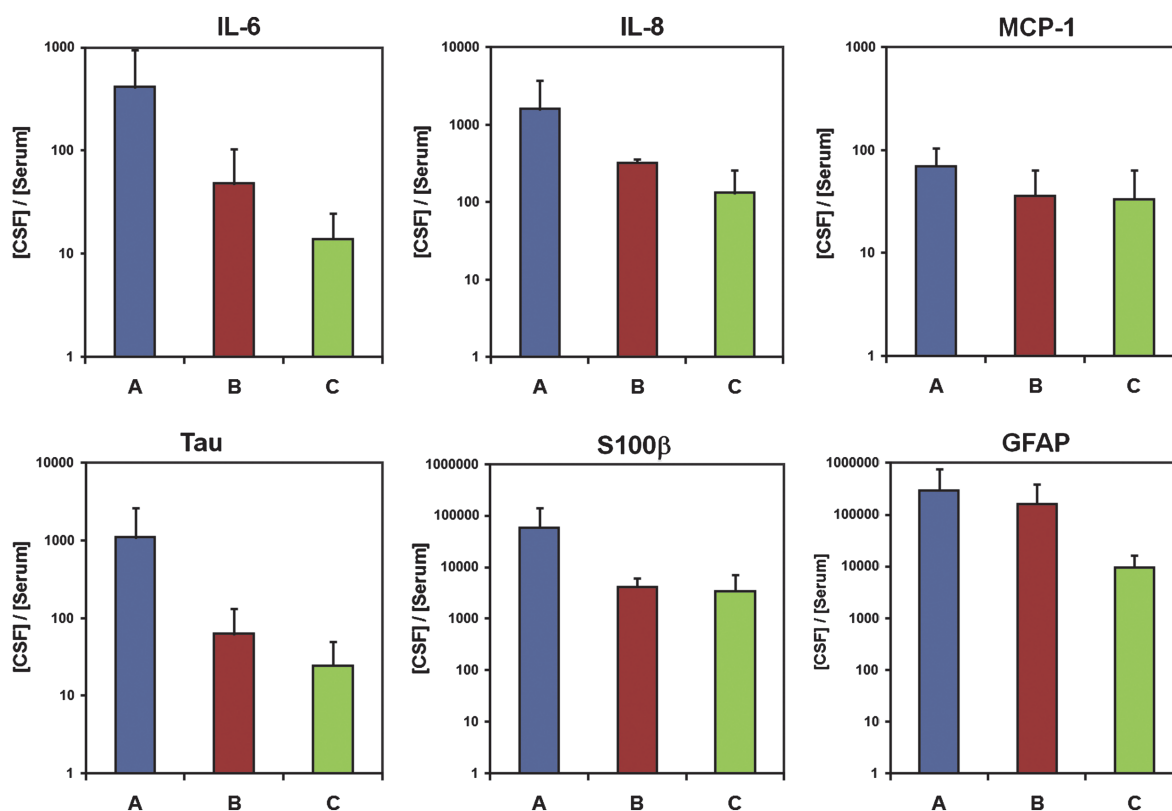 IL-6
[CSF] / [Serum]
1000
100
10
1
A B C
IL-8
[CSF] / [Serum]
10000
1000
100
10
1
A B C
MCP-1
[CSF] / [Serum]
1000
100
10
1
A B C
Tau
[CSF] / [Serum]
10000
1000
100
10
1
A B C
S100β
[CSF] / [Serum]
1000000
100000
10000
1000
100
10
1
A B C
GFAP
[CSF] / [Serum]
1000000
100000
10000
1000
100
10
1
A B C